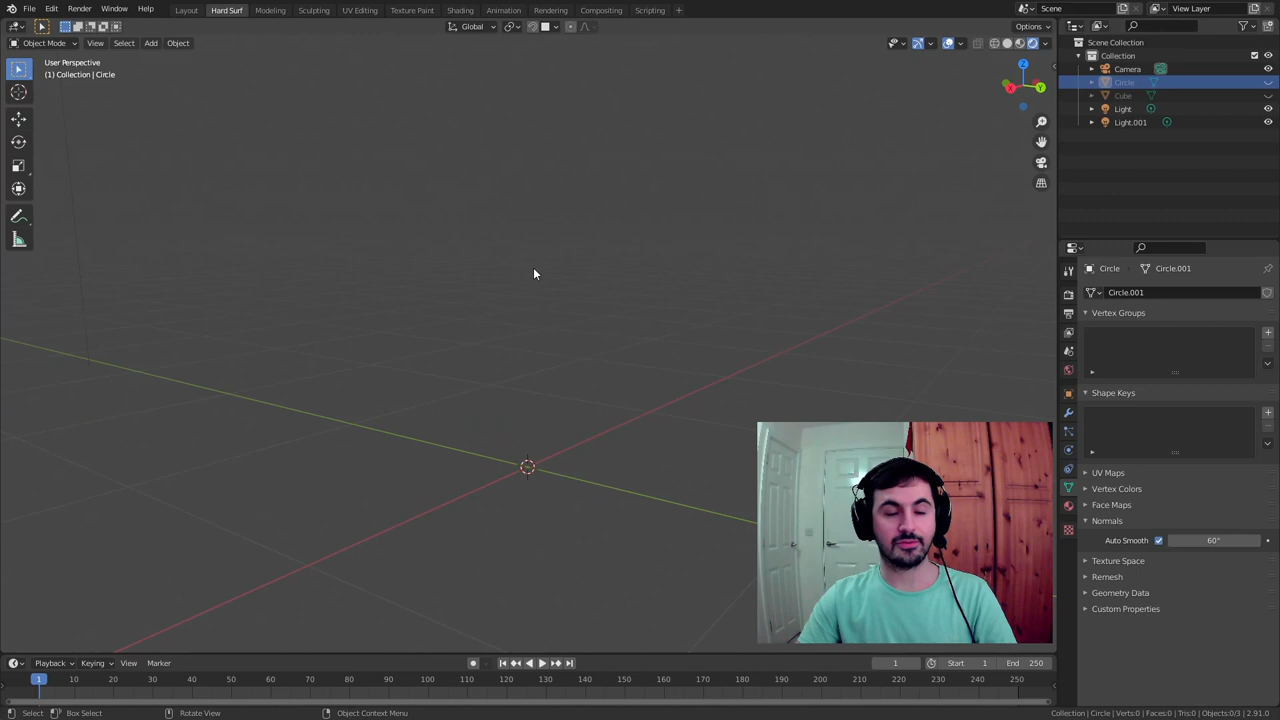 File Edit Render Window Help Layout Hard Surf Modeling Sculpting UV Editing Texture Paint Shading Animation Rendering Compositing Scripting + Scene View Layer
Global Options
Object Mode View Select Add Object
User Perspective
(1) Collection | Circle
Z
X
Y
Scene Collection
Collection
Camera
Circle
Cube
Light
Light.001
Circle Circle.001
Circle.001
Vertex Groups
Shape Keys
UV Maps
Vertex Colors
Face Maps
Normals
Auto Smooth 60°
Texture Space
Remesh
Geometry Data
Custom Properties
Playback Keying View Marker 1 Start 1 End 250
1 10 20 30 40 50 60 70 80 90 100 110 120 130 140 150 160 170 180 190 200 210 220 230 240 250
Select Box Select Rotate View Object Context Menu Collection | Circle | Verts:0 | Faces:0 | Tris:0 | Objects:0/3 | 2.91.0